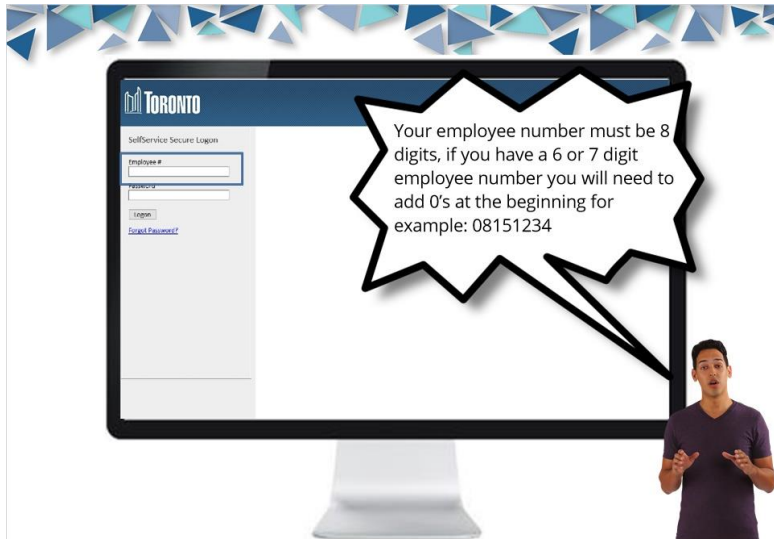 TORONTO
SelfService Secure Logon
Employee #
Password
Logon
Forgot Password?
Your employee number must be 8
digits, if you have a 6 or 7 digit
employee number you will need to
add 0's at the beginning for
example: 08151234